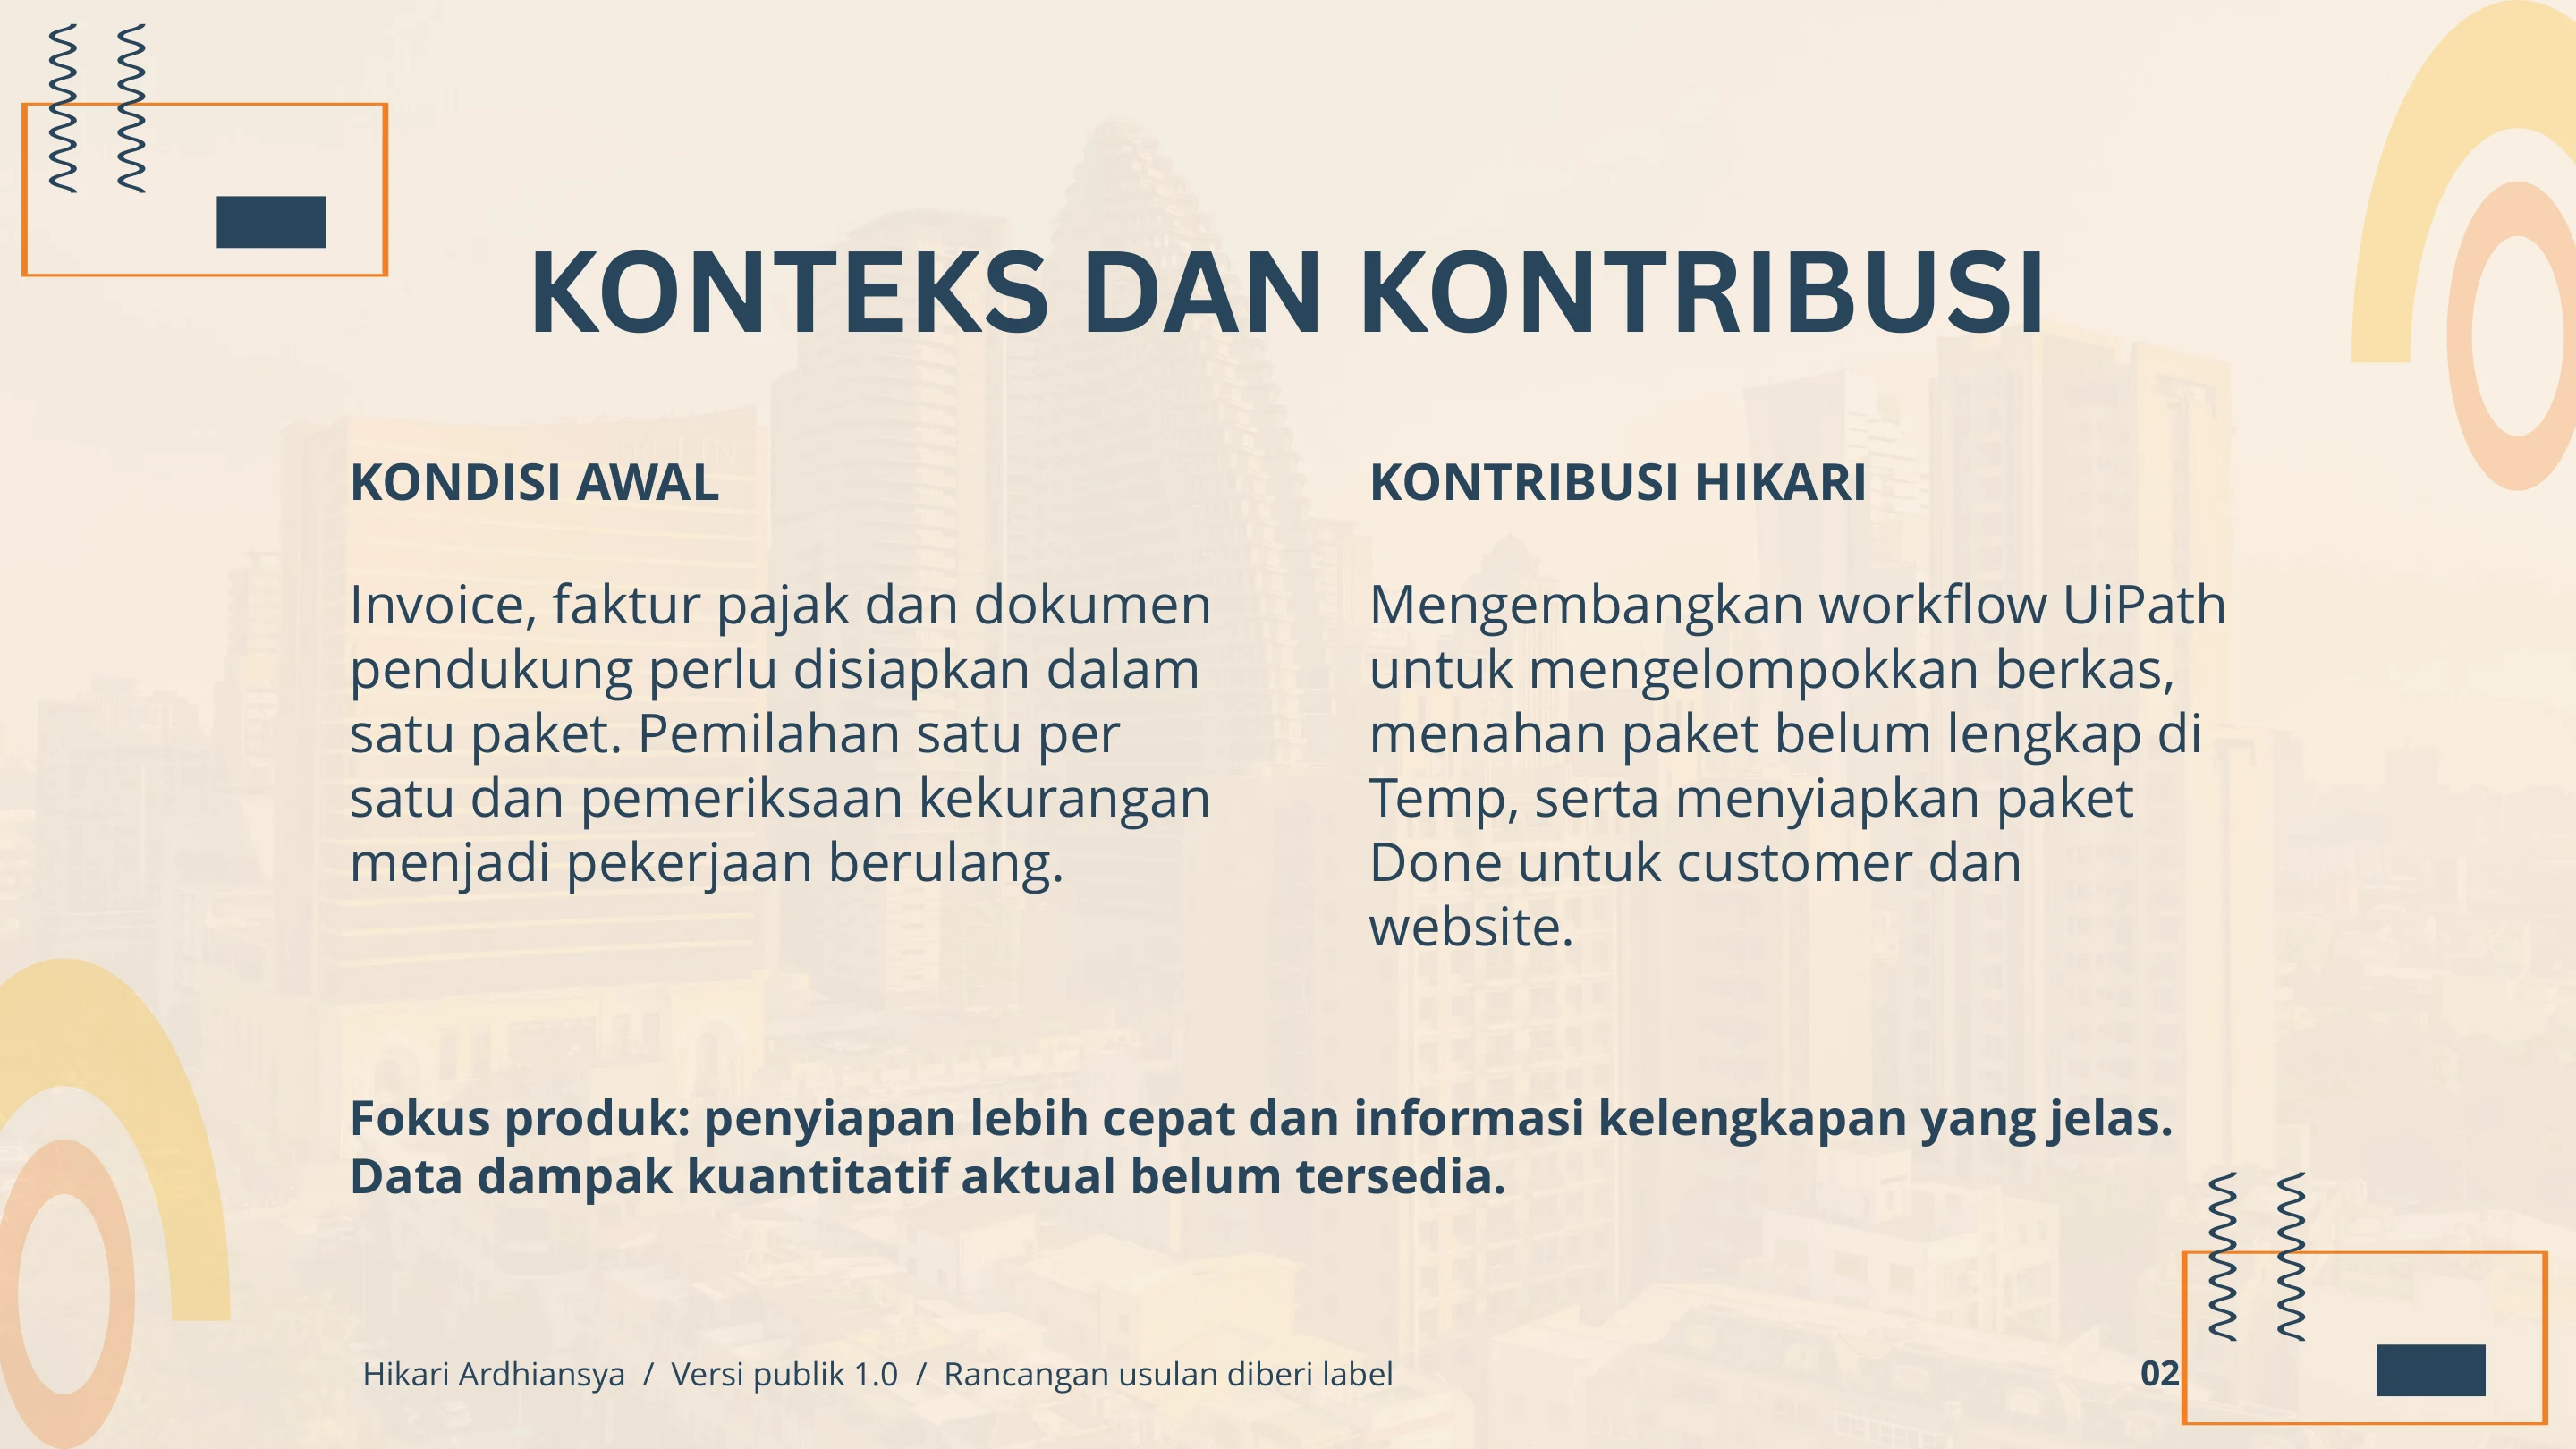 KONTEKS DAN KONTRIBUSI
KONDISI AWAL
Invoice, faktur pajak dan dokumen
pendukung perlu disiapkan dalam
satu paket. Pemilahan satu per
satu dan pemeriksaan kekurangan
menjadi pekerjaan berulang.
KONTRIBUSI HIKARI
Mengembangkan workflow UiPath
untuk mengelompokkan berkas,
menahan paket belum lengkap di
Temp, serta menyiapkan paket
Done untuk customer dan
website.
Fokus produk: penyiapan lebih cepat dan informasi kelengkapan yang jelas.
Data dampak kuantitatif aktual belum tersedia.
Hikari Ardhiansya / Versi publik 1.0 / Rancangan usulan diberi label
02